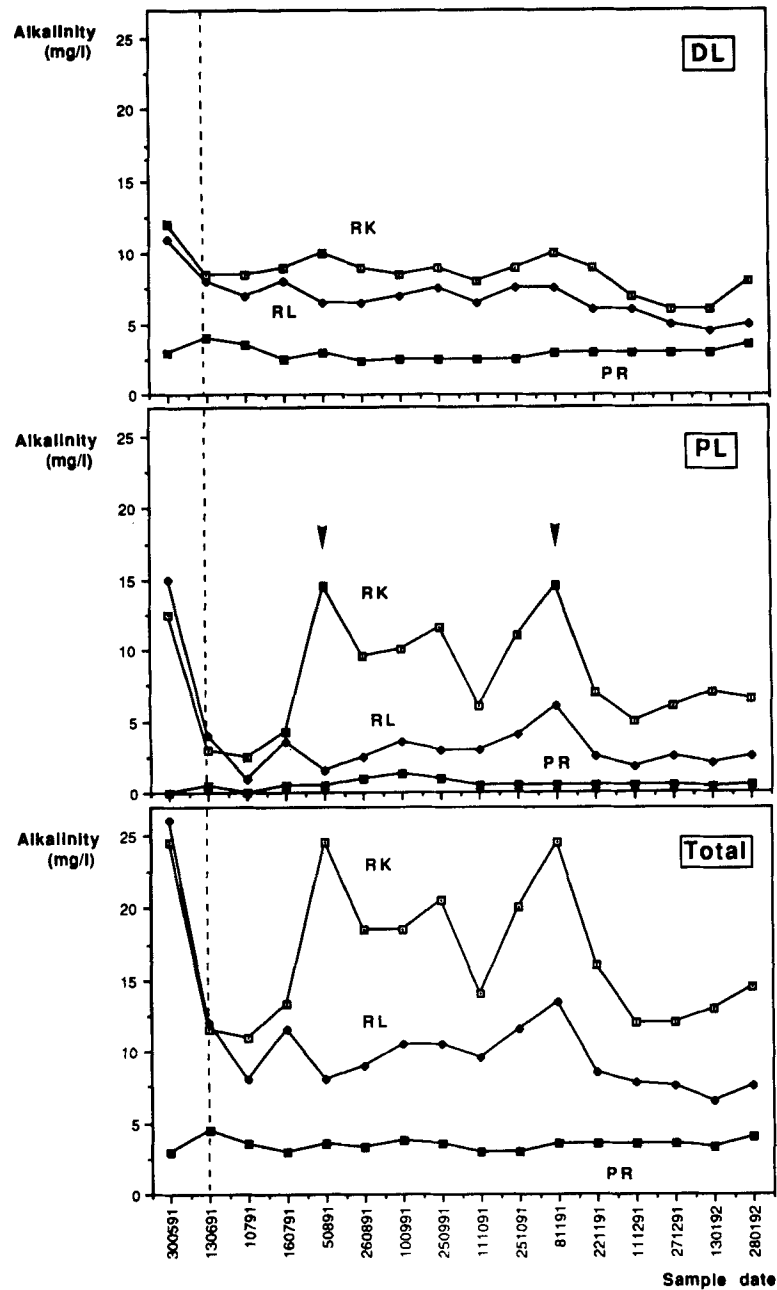 Alkalinity
(mg/l)
25
20
15
10
5
0
DL
RK
RL
PR
Alkalinity
(mg/l)
25
20
15
10
5
0
PL
RK
RL
PR
Alkalinity
(mg/l)
25
20
15
10
5
0
Total
RK
RL
PR
300591
130691
10791
160791
50891
260891
100991
250991
111091
251091
81191
221191
111291
271291
130192
280192
Sample date